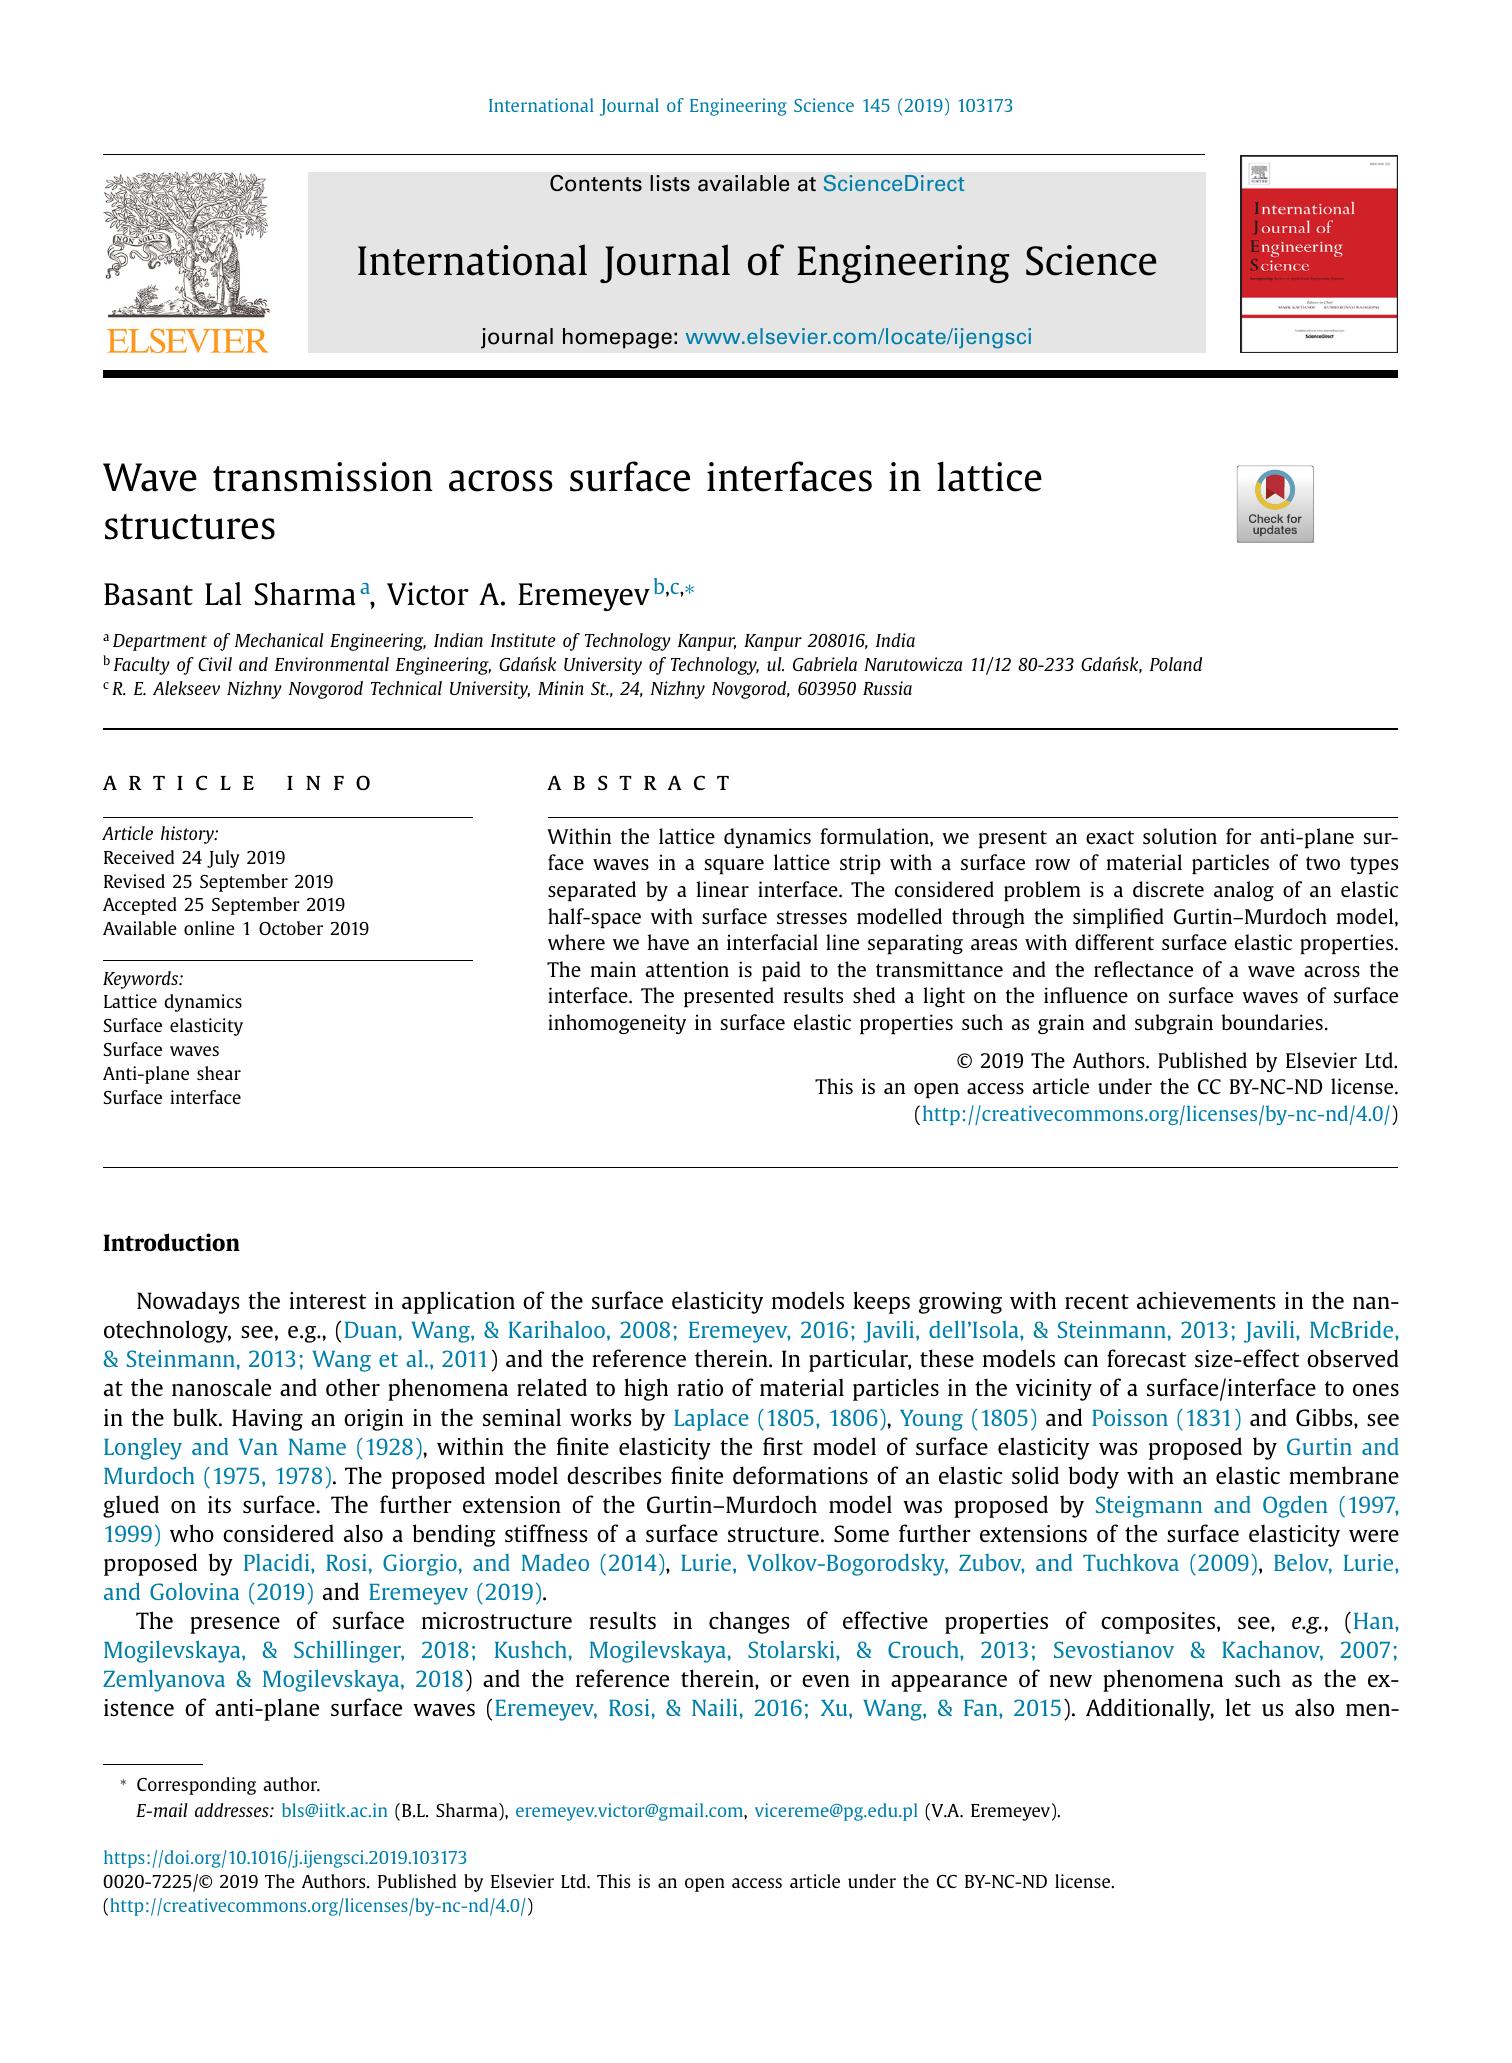 International Journal of Engineering Science 145 (2019) 103173
Contents lists available at ScienceDirect
International Journal of Engineering Science
journal homepage: www.elsevier.com/locate/ijengsci
NON SOLUS
ELSEVIER
International
Journal of
Engineering
Science
ScienceDirect
Wave transmission across surface interfaces in lattice
structures
Check for
updates
Basant Lal Sharma a, Victor A. Eremeyev b,c,*
a Department of Mechanical Engineering, Indian Institute of Technology Kanpur, Kanpur 208016, India
b Faculty of Civil and Environmental Engineering, Gdańsk University of Technology, ul. Gabriela Narutowicza 11/12 80-233 Gdańsk, Poland
c R. E. Alekseev Nizhny Novgorod Technical University, Minin St., 24, Nizhny Novgorod, 603950 Russia
ARTICLE INFO
Article history:
Received 24 July 2019
Revised 25 September 2019
Accepted 25 September 2019
Available online 1 October 2019
Keywords:
Lattice dynamics
Surface elasticity
Surface waves
Anti-plane shear
Surface interface
ABSTRACT
Within the lattice dynamics formulation, we present an exact solution for anti-plane sur-
face waves in a square lattice strip with a surface row of material particles of two types
separated by a linear interface. The considered problem is a discrete analog of an elastic
half-space with surface stresses modelled through the simplified Gurtin–Murdoch model,
where we have an interfacial line separating areas with different surface elastic properties.
The main attention is paid to the transmittance and the reflectance of a wave across the
interface. The presented results shed a light on the influence on surface waves of surface
inhomogeneity in surface elastic properties such as grain and subgrain boundaries.
© 2019 The Authors. Published by Elsevier Ltd.
This is an open access article under the CC BY-NC-ND license.
(http://creativecommons.org/licenses/by-nc-nd/4.0/)
Introduction
Nowadays the interest in application of the surface elasticity models keeps growing with recent achievements in the nan-
otechnology, see, e.g., (Duan, Wang, & Karihaloo, 2008; Eremeyev, 2016; Javili, dell'Isola, & Steinmann, 2013; Javili, McBride,
& Steinmann, 2013; Wang et al., 2011) and the reference therein. In particular, these models can forecast size-effect observed
at the nanoscale and other phenomena related to high ratio of material particles in the vicinity of a surface/interface to ones
in the bulk. Having an origin in the seminal works by Laplace (1805, 1806), Young (1805) and Poisson (1831) and Gibbs, see
Longley and Van Name (1928), within the finite elasticity the first model of surface elasticity was proposed by Gurtin and
Murdoch (1975, 1978). The proposed model describes finite deformations of an elastic solid body with an elastic membrane
glued on its surface. The further extension of the Gurtin–Murdoch model was proposed by Steigmann and Ogden (1997,
1999) who considered also a bending stiffness of a surface structure. Some further extensions of the surface elasticity were
proposed by Placidi, Rosi, Giorgio, and Madeo (2014), Lurie, Volkov-Bogorodsky, Zubov, and Tuchkova (2009), Belov, Lurie,
and Golovina (2019) and Eremeyev (2019).
The presence of surface microstructure results in changes of effective properties of composites, see, e.g., (Han,
Mogilevskaya, & Schillinger, 2018; Kushch, Mogilevskaya, Stolarski, & Crouch, 2013; Sevostianov & Kachanov, 2007;
Zemlyanova & Mogilevskaya, 2018) and the reference therein, or even in appearance of new phenomena such as the ex-
istence of anti-plane surface waves (Eremeyev, Rosi, & Naili, 2016; Xu, Wang, & Fan, 2015). Additionally, let us also men-
* Corresponding author.
E-mail addresses: bls@iitk.ac.in (B.L. Sharma), eremeyev.victor@gmail.com, vicereme@pg.edu.pl (V.A. Eremeyev).
https://doi.org/10.1016/j.ijengsci.2019.103173
0020-7225/© 2019 The Authors. Published by Elsevier Ltd. This is an open access article under the CC BY-NC-ND license.
(http://creativecommons.org/licenses/by-nc-nd/4.0/)